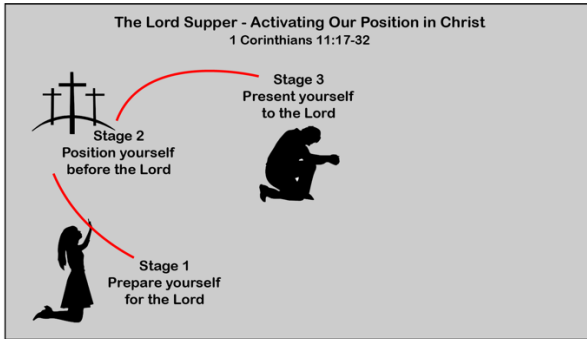 The Lord Supper - Activating Our Position in Christ
1 Corinthians 11:17-32
Stage 3
Present yourself
to the Lord
Stage 2
Position yourself
before the Lord
Stage 1
Prepare yourself
for the Lord